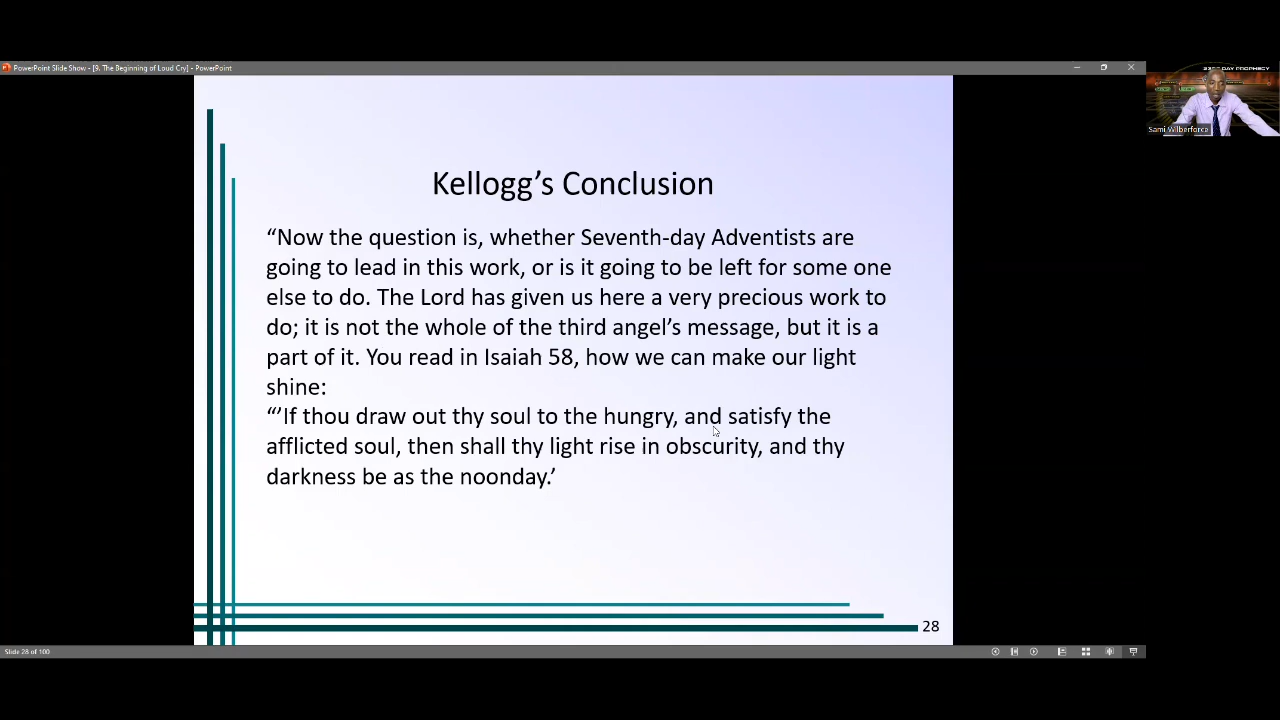 PowerPoint Slide Show - [9. The Beginning of Loud Cry] - PowerPoint
Kellogg’s Conclusion
“Now the question is, whether Seventh-day Adventists are
going to lead in this work, or is it going to be left for some one
else to do. The Lord has given us here a very precious work to
do; it is not the whole of the third angel’s message, but it is a
part of it. You read in Isaiah 58, how we can make our light
shine:
“’If thou draw out thy soul to the hungry, and satisfy the
afflicted soul, then shall thy light rise in obscurity, and thy
darkness be as the noonday.’
28
Slide 28 of 100
DAY PROPHECY
Sami Wilberforce